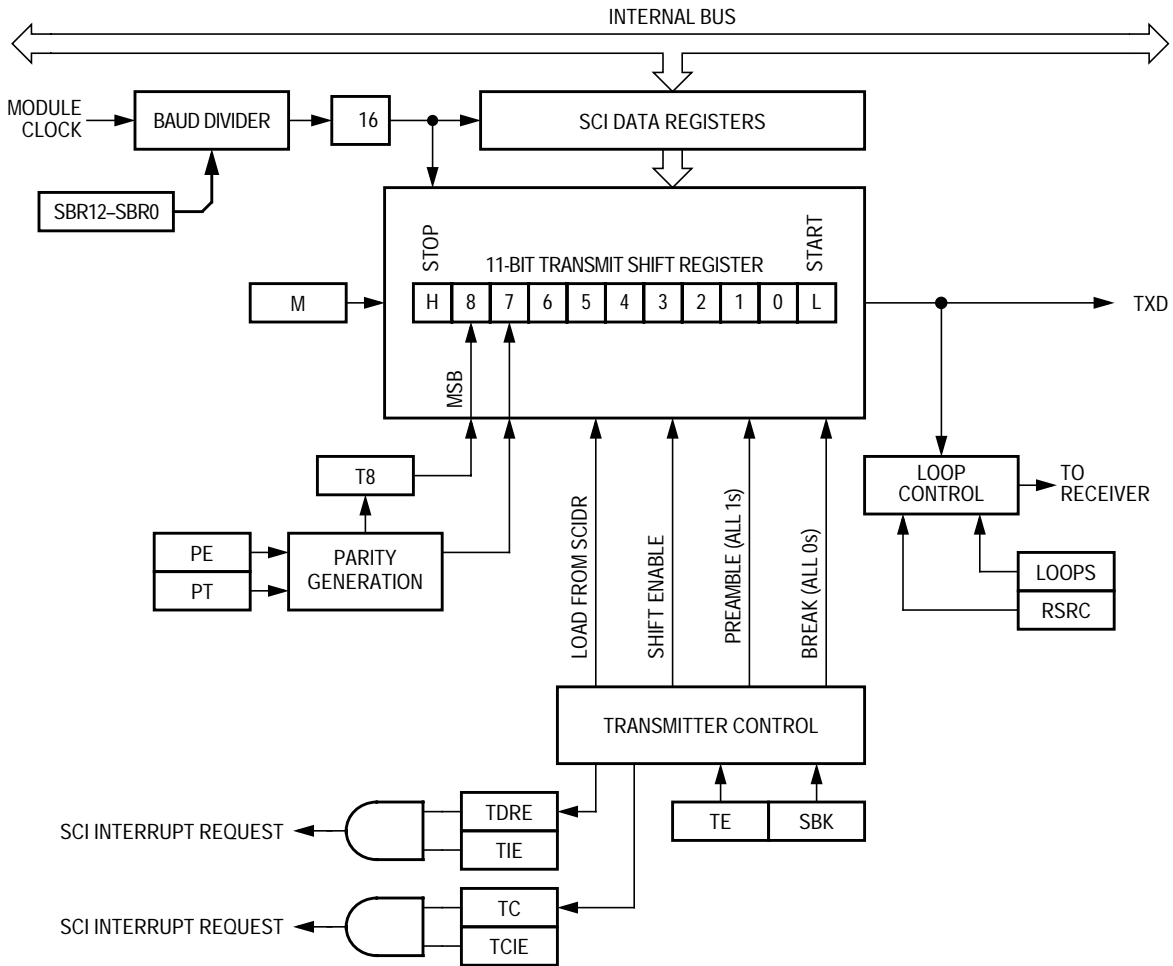 INTERNAL BUS
MODULE
CLOCK
BAUD DIVIDER
16
SCI DATA REGISTERS
SBR12–SBR0
STOP
11-BIT TRANSMIT SHIFT REGISTER
START
M
H 8 7 6 5 4 3 2 1 0 L
TXD
MSB
T8
LOOP
CONTROL
TO
RECEIVER
PE
PT
PARITY
GENERATION
LOAD FROM SCIDR
SHIFT ENABLE
PREAMBLE (ALL 1s)
BREAK (ALL 0s)
LOOPS
RSRC
TRANSMITTER CONTROL
TE
SBK
SCI INTERRUPT REQUEST
TDRE
TIE
SCI INTERRUPT REQUEST
TC
TCIE